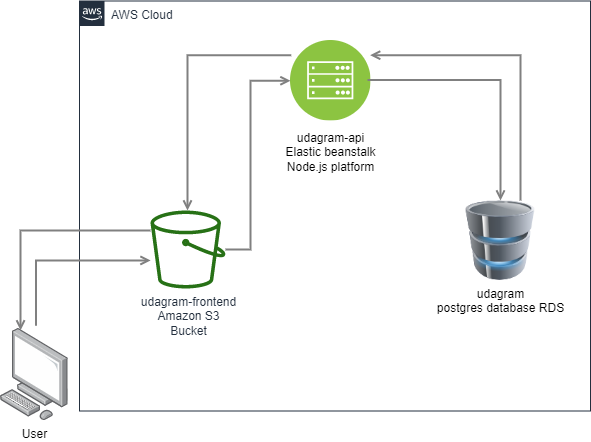 aws
AWS Cloud
udagram-api
Elastic beanstalk
Node.js platform
udagram-frontend
Amazon S3
Bucket
udagram
postgres database RDS
User